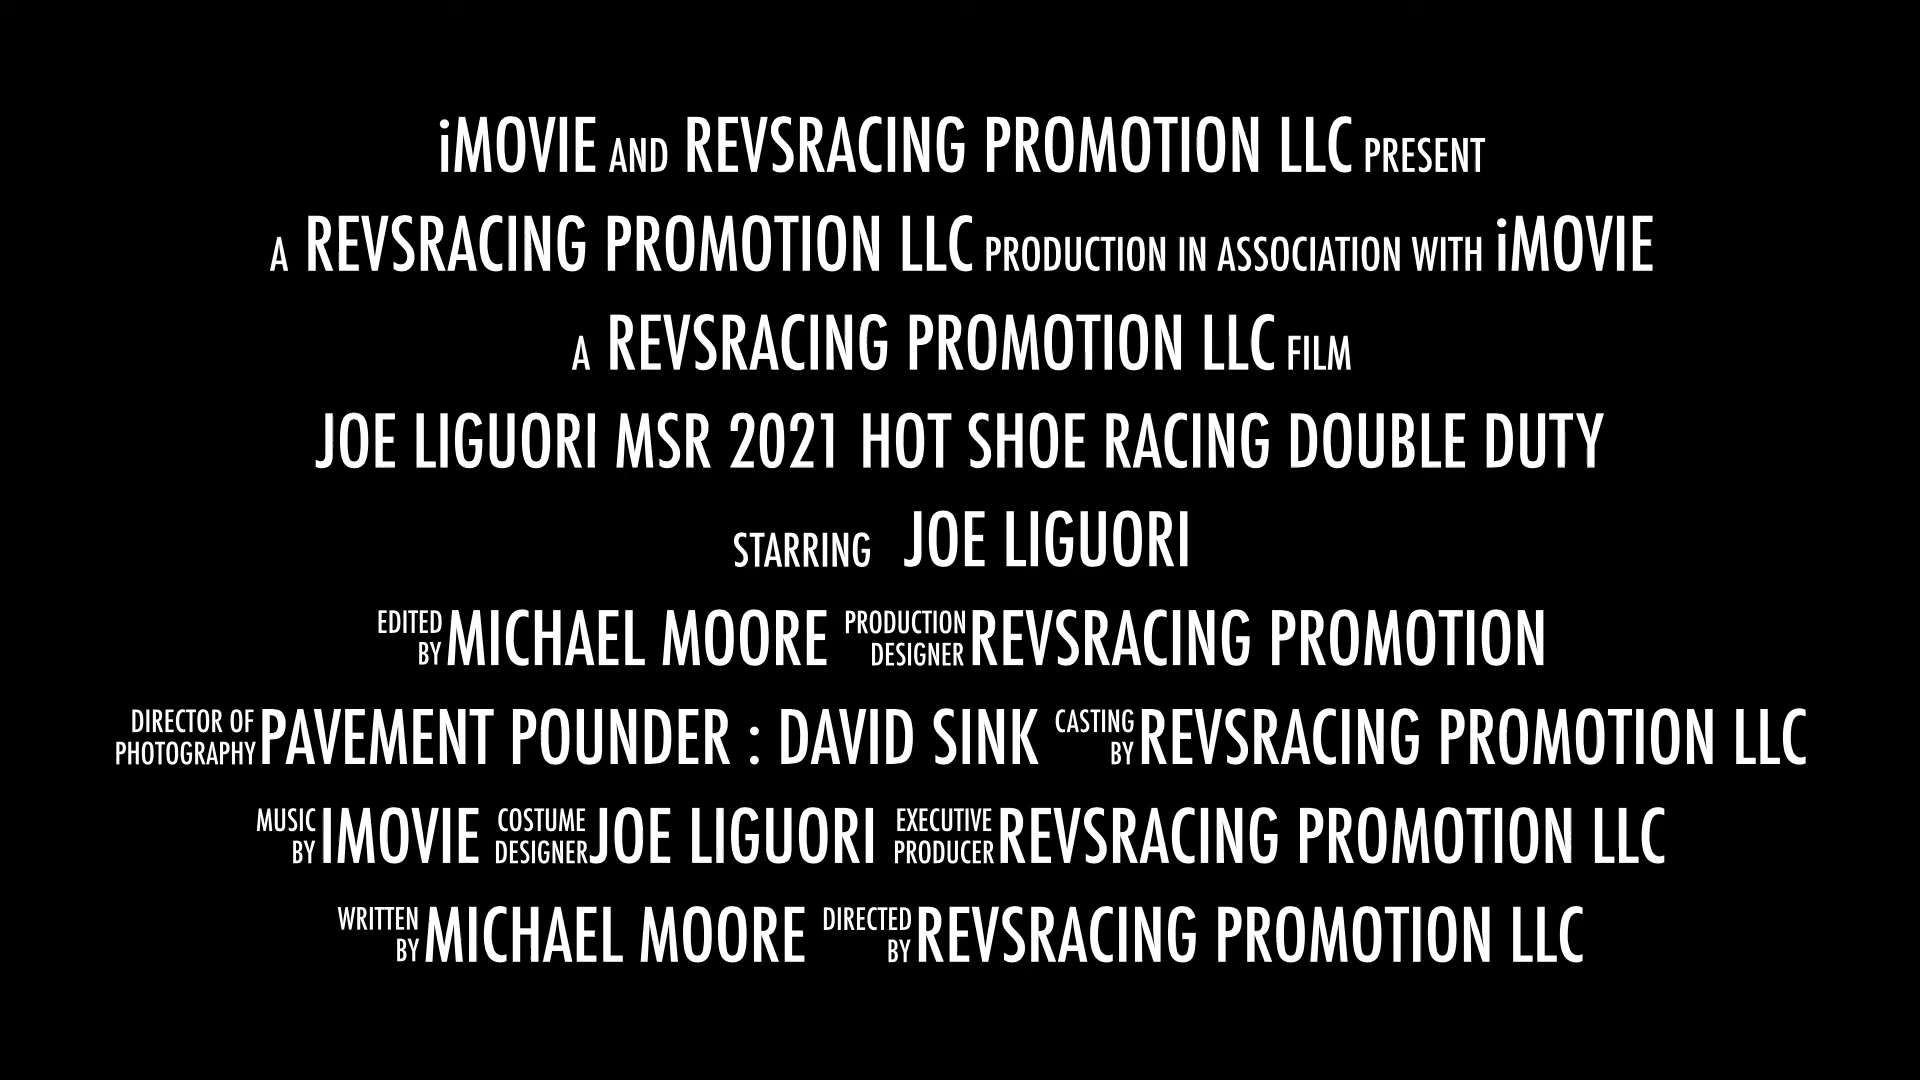 iMOVIE AND REVSRACING PROMOTION LLC PRESENT
A REVSRACING PROMOTION LLC PRODUCTION IN ASSOCIATION WITH iMOVIE
A REVSRACING PROMOTION LLC FILM
JOE LIGUORI MSR 2021 HOT SHOE RACING DOUBLE DUTY
STARRING JOE LIGUORI
EDITED BY MICHAEL MOORE PRODUCTION DESIGNER REVSRACING PROMOTION
DIRECTOR OF PHOTOGRAPHY PAVEMENT POUNDER : DAVID SINK CASTING BY REVSRACING PROMOTION LLC
MUSIC BY IMOVIE COSTUME DESIGNER JOE LIGUORI EXECUTIVE PRODUCER REVSRACING PROMOTION LLC
WRITTEN BY MICHAEL MOORE DIRECTED BY REVSRACING PROMOTION LLC